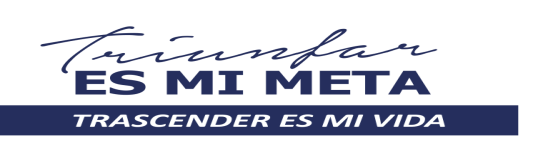 Triunfar
ES MI META
TRASCENDER ES MI VIDA